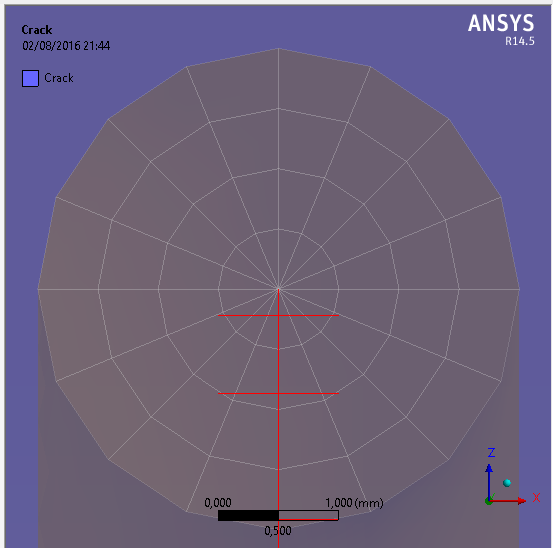 Crack
02/08/2016 21:44
Crack
ANSYS
R14.5
Z
X
0,000
1,000 (mm)
0,500